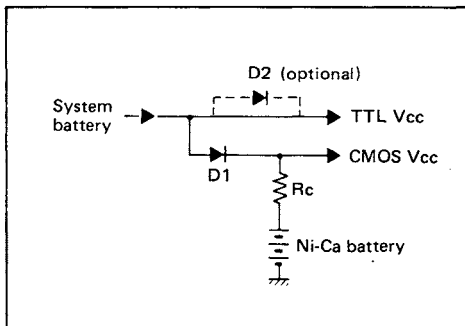 D2 (optional)
System
battery
TTL Vcc
CMOS Vcc
D1
Rc
Ni-Ca battery